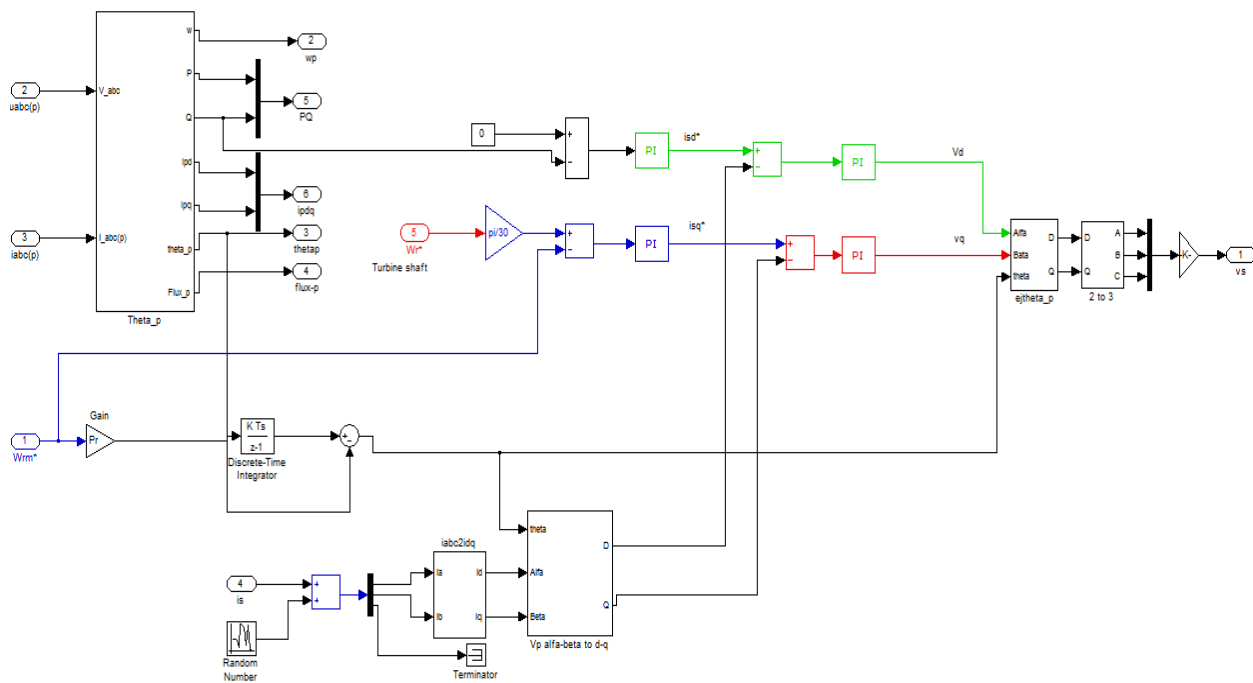 w
2
wp
P
5
PQ
2
uabc(p)
V_abc
Q
0
+
−
PI
isd*
+
−
PI
Vd
Ipd
Ipq
6
ipdq
3
iabc(p)
I_abc(p)
theta_p
3
thetap
5
Wr*
Turbine shaft
pi/30
+
−
PI
isq*
+
−
PI
vq
Alfa
Bata
theta
D
Q
ejtheta_p
D
Q
A
B
C
2 to 3
-K-
1
vs
Flux_p
4
flux-p
Theta_p
Gain
1
Wrm*
Pr
K Ts
z-1
Discrete-Time
Integrator
+
−
theta
Alfa
Beta
D
Q
Vp alfa-beta to d-q
iabc2idq
Ia
Ib
Id
Iq
4
is
+
+
Random
Number
Terminator